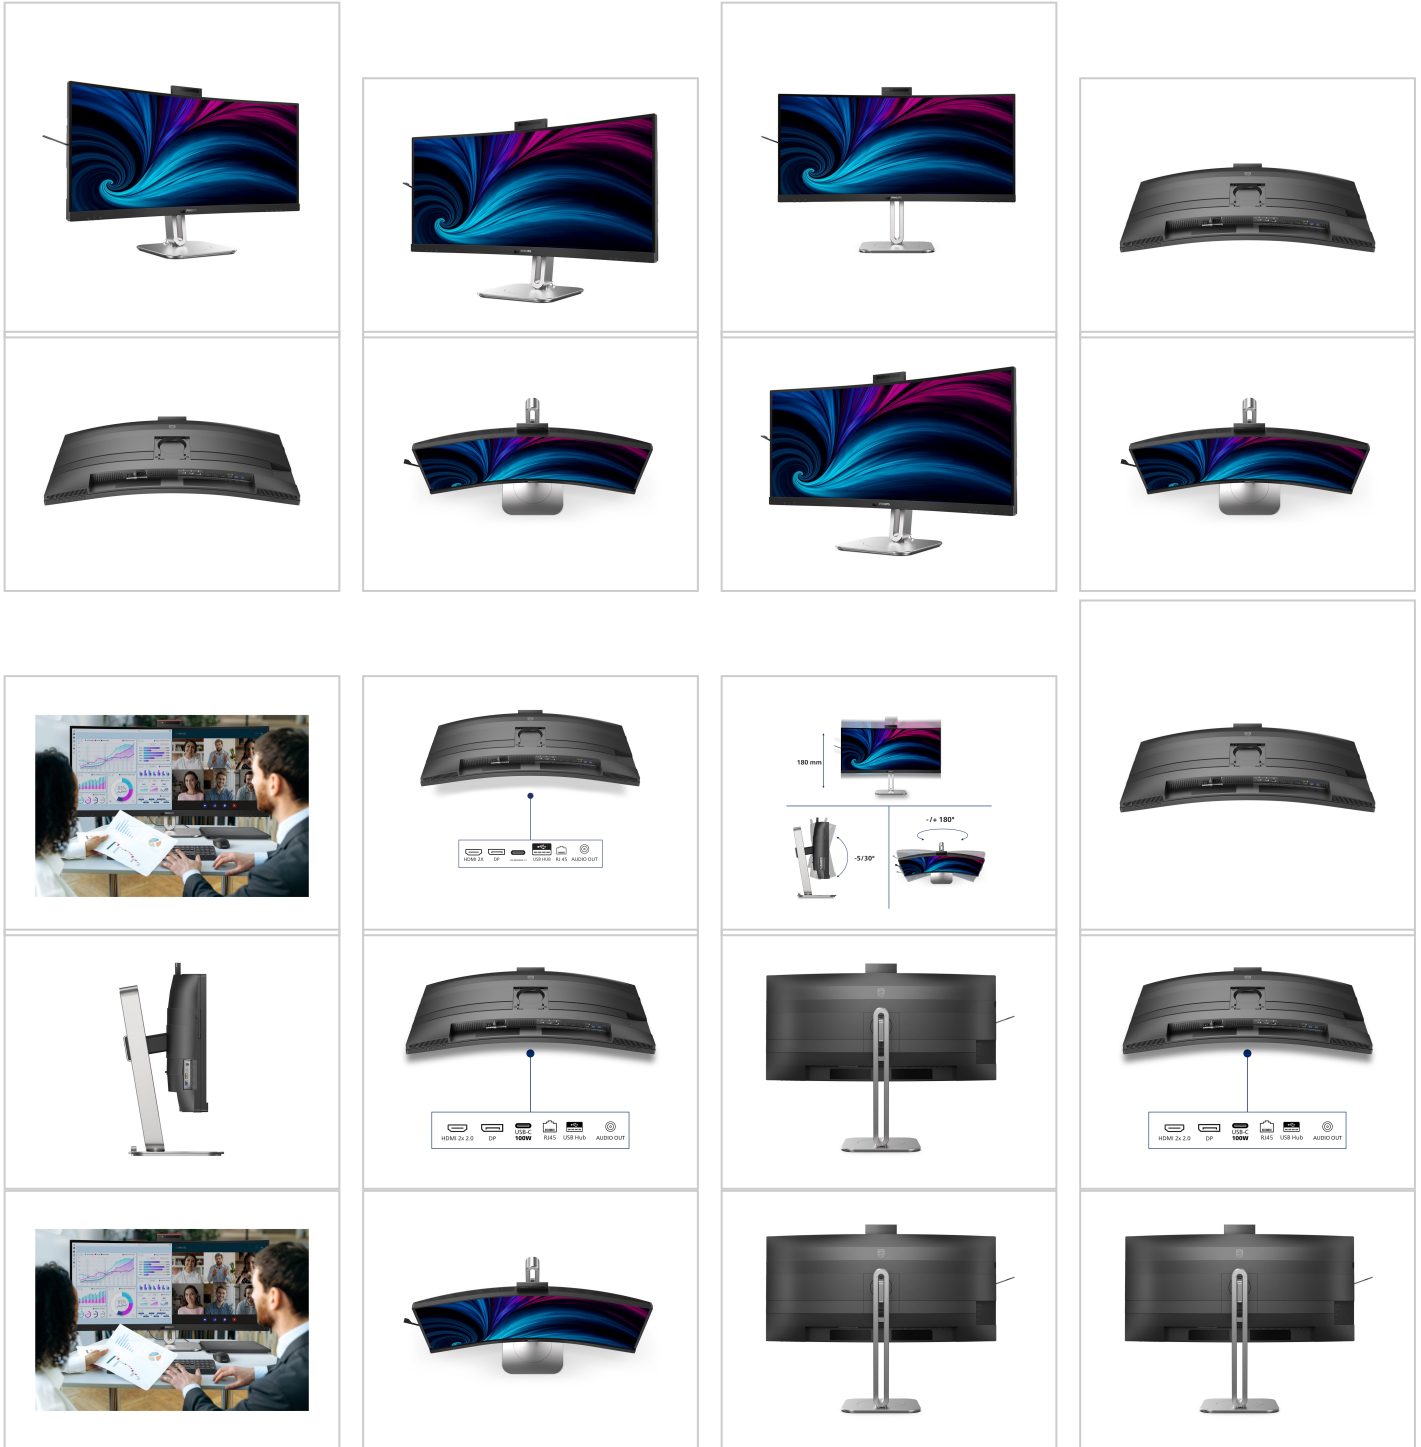 HDMI 2X DP USB HUB RJ 45 AUDIO OUT
180 mm
-/+ 180°
-5/30°
HDMI 2x 2.0 DP USB-C 100W RJ45 USB Hub AUDIO OUT
HDMI 2x 2.0 DP USB-C 100W RJ45 USB Hub AUDIO OUT